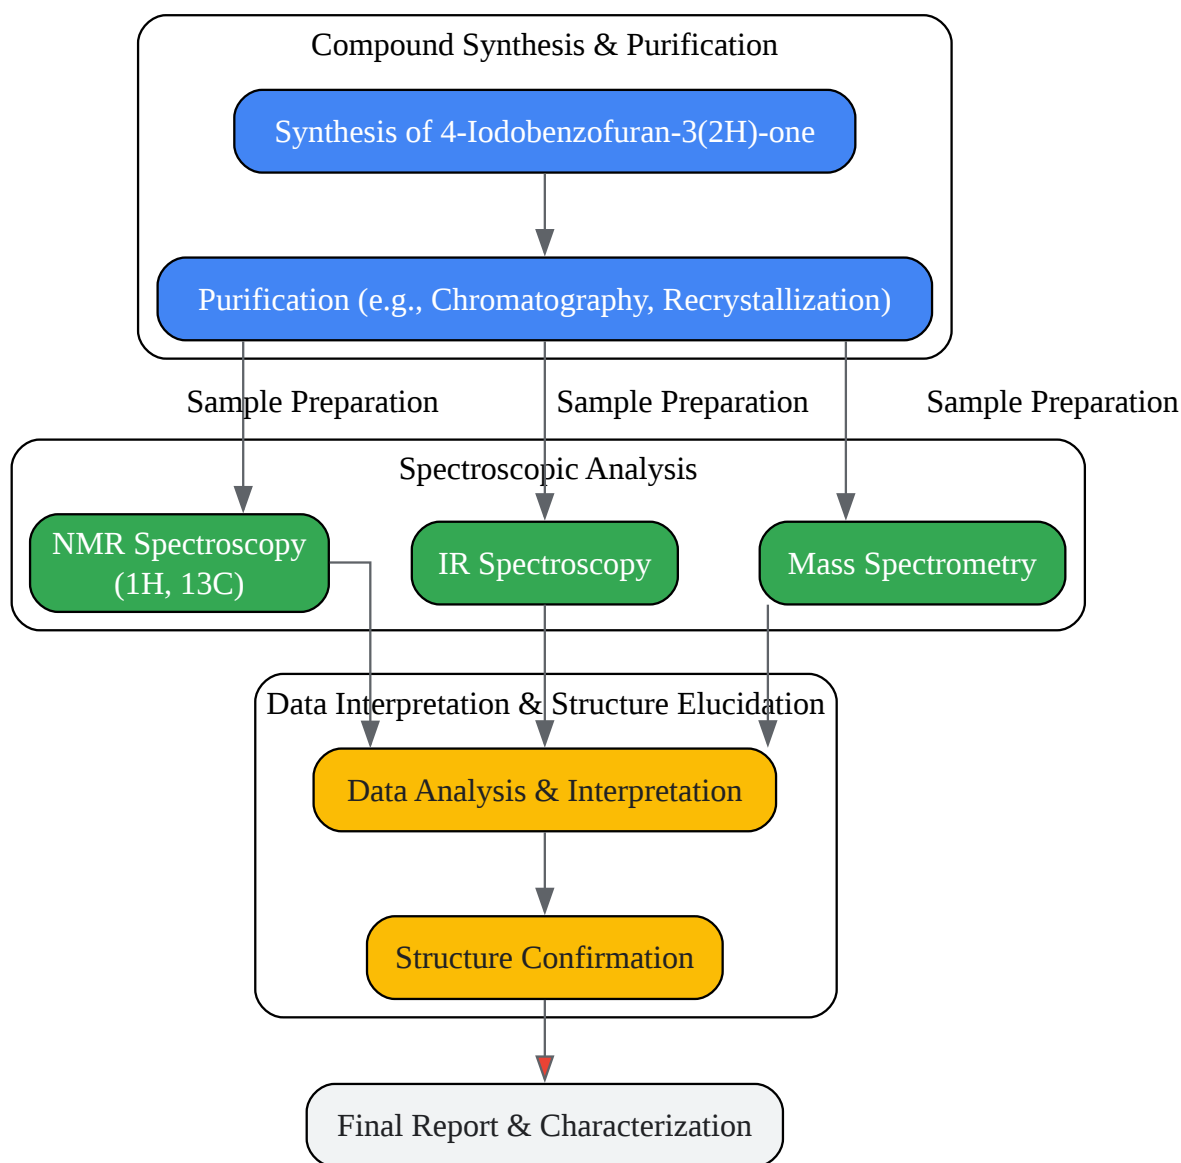 Compound Synthesis & Purification
Synthesis of 4-Iodobenzofuran-3(2H)-one
Purification (e.g., Chromatography, Recrystallization)
Sample Preparation
Sample Preparation
Sample Preparation
Spectroscopic Analysis
NMR Spectroscopy
(1H, 13C)
IR Spectroscopy
Mass Spectrometry
Data Interpretation & Structure Elucidation
Data Analysis & Interpretation
Structure Confirmation
Final Report & Characterization